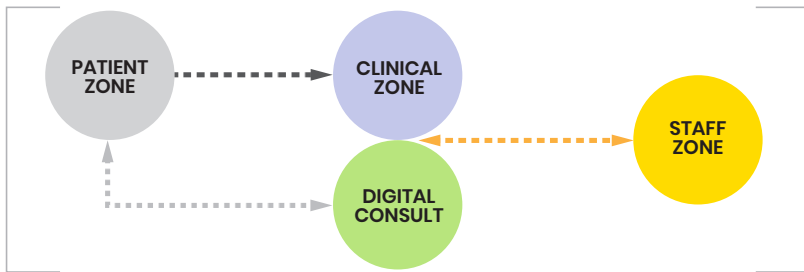 PATIENT
ZONE
CLINICAL
ZONE
STAFF
ZONE
DIGITAL
CONSULT